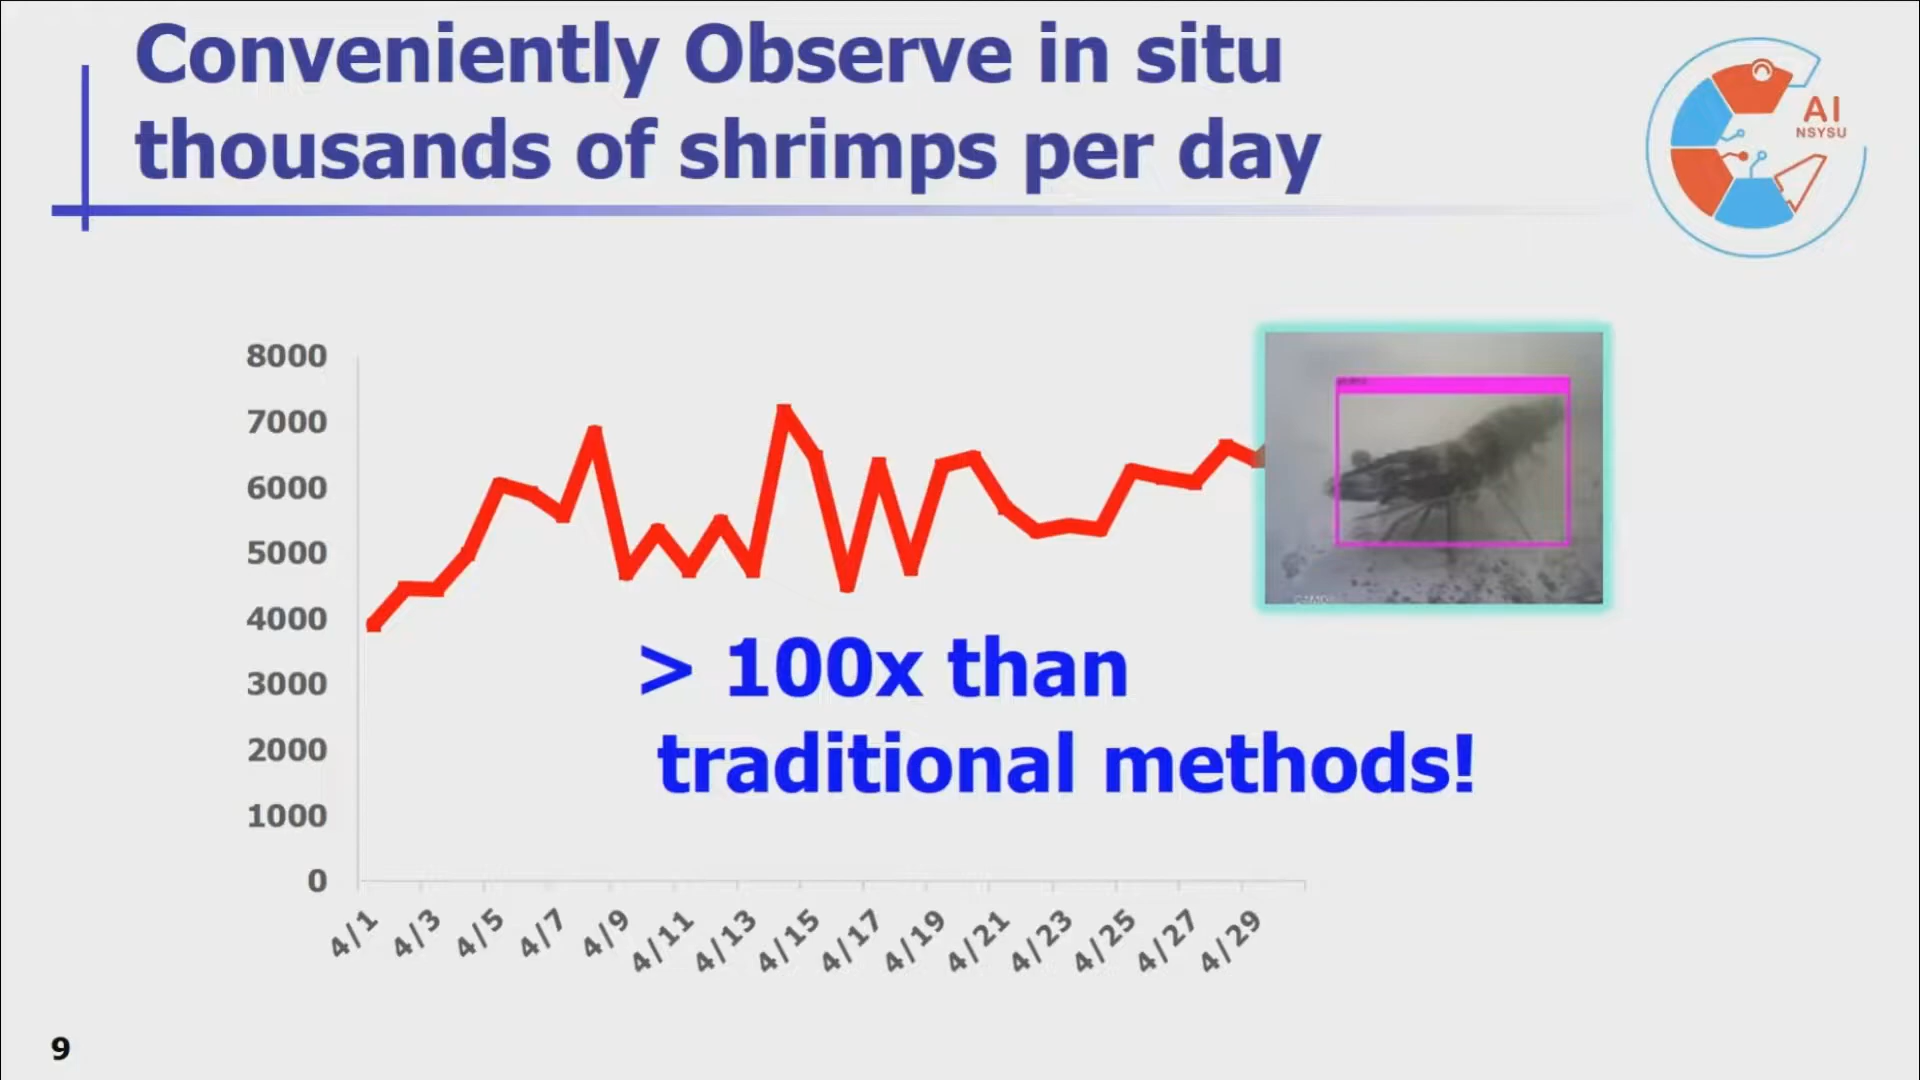 Conveniently Observe in situ
thousands of shrimps per day
AI
NSYSU
8000
7000
6000
5000
4000
3000
2000
1000
0
> 100x than
traditional methods!
4/1 4/3 4/5 4/7 4/9 4/11 4/13 4/15 4/17 4/19 4/21 4/23 4/25 4/27 4/29
9